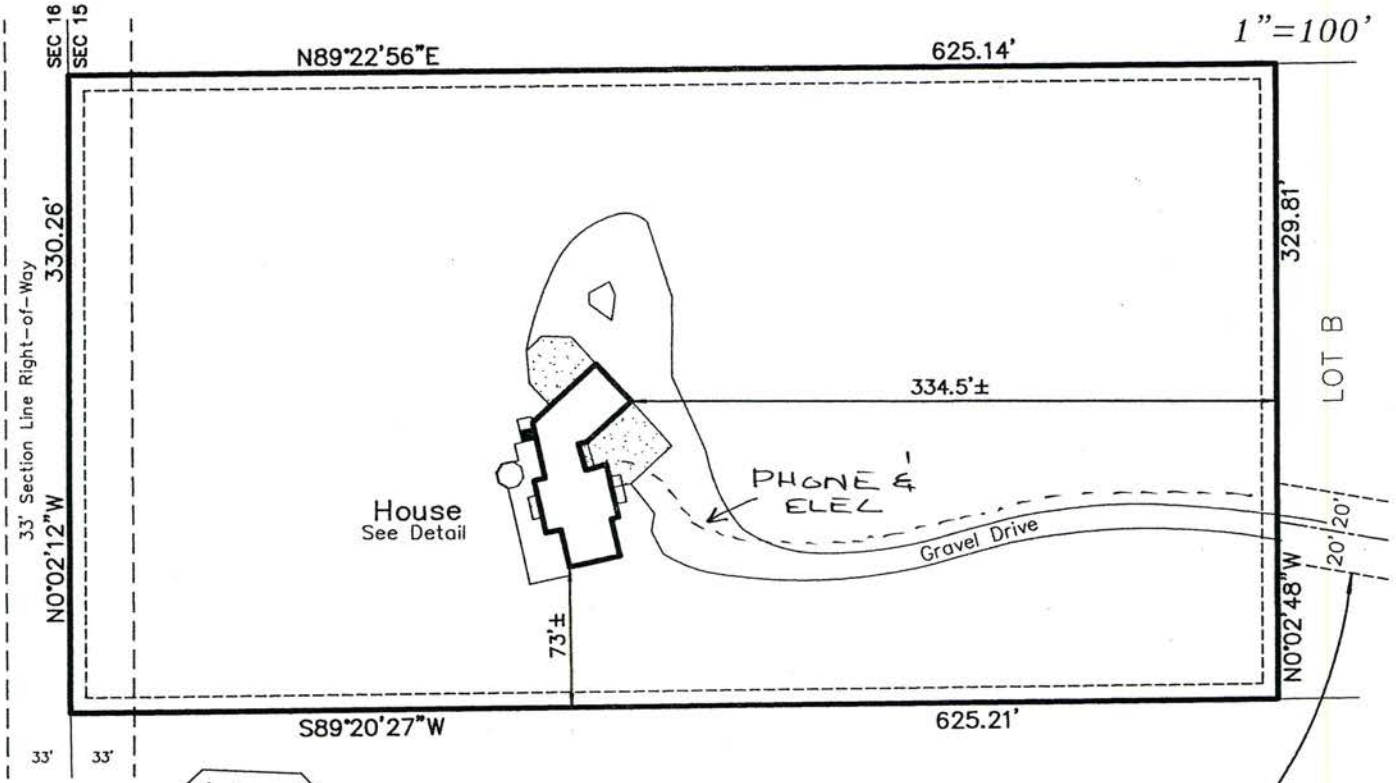 SEC 16
SEC 15
1"=100'
N89°22'56"E
625.14'
330.26'
329.81'
33' Section Line Right-of-Way
LOT B
334.5'±
PHONE &
ELEC
House
See Detail
Gravel Drive
20'
20'
N0°02'12"W
73'±
N0°02'48"W
S89°20'27"W
625.21'
33'
33'